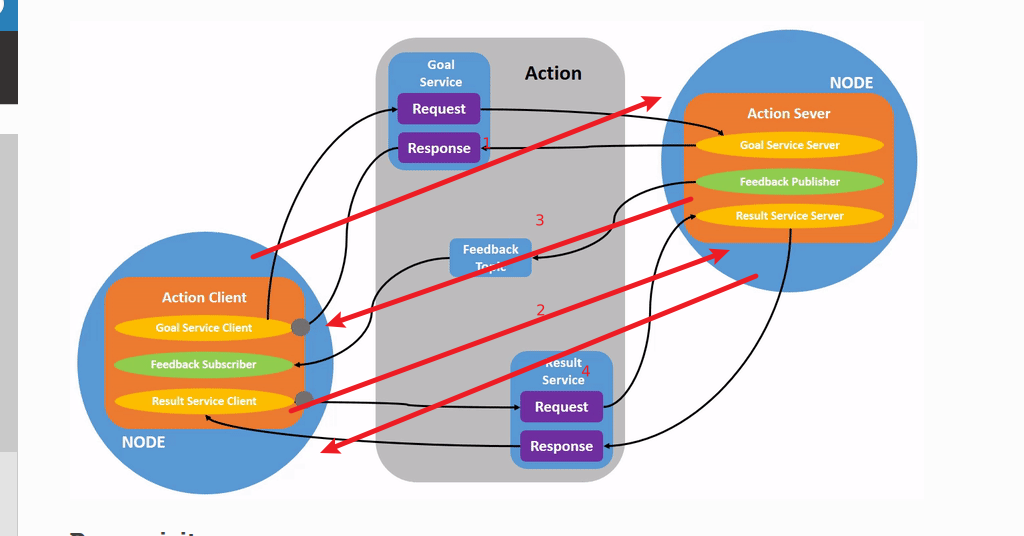 Goal
Service
Request
Response
1
Action
NODE
Action Sever
Goal Service Server
Feedback Publisher
Result Service Server
3
Feedback
Topic
2
Action Client
Goal Service Client
Feedback Subscriber
Result Service Client
NODE
Result
Service
4
Request
Response